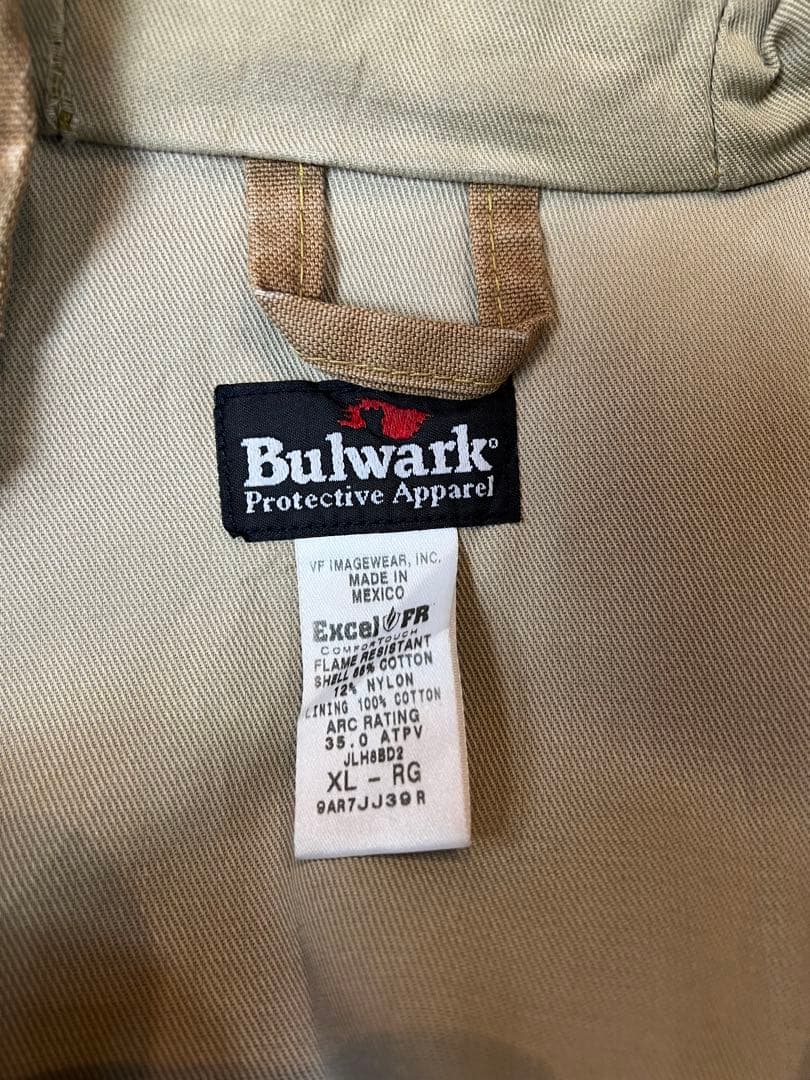 Bulwark
Protective Apparel
VF IMAGEWEAR, INC.
MADE IN
MEXICO
Excel FR
COMFORTOUCH
FLAME RESISTANT
SHELL 88% COTTON
12% NYLON
LINING 100% COTTON
ARC RATING
35.0 ATPV
JLH8BD2
XL - RG
9AR7JJ39R